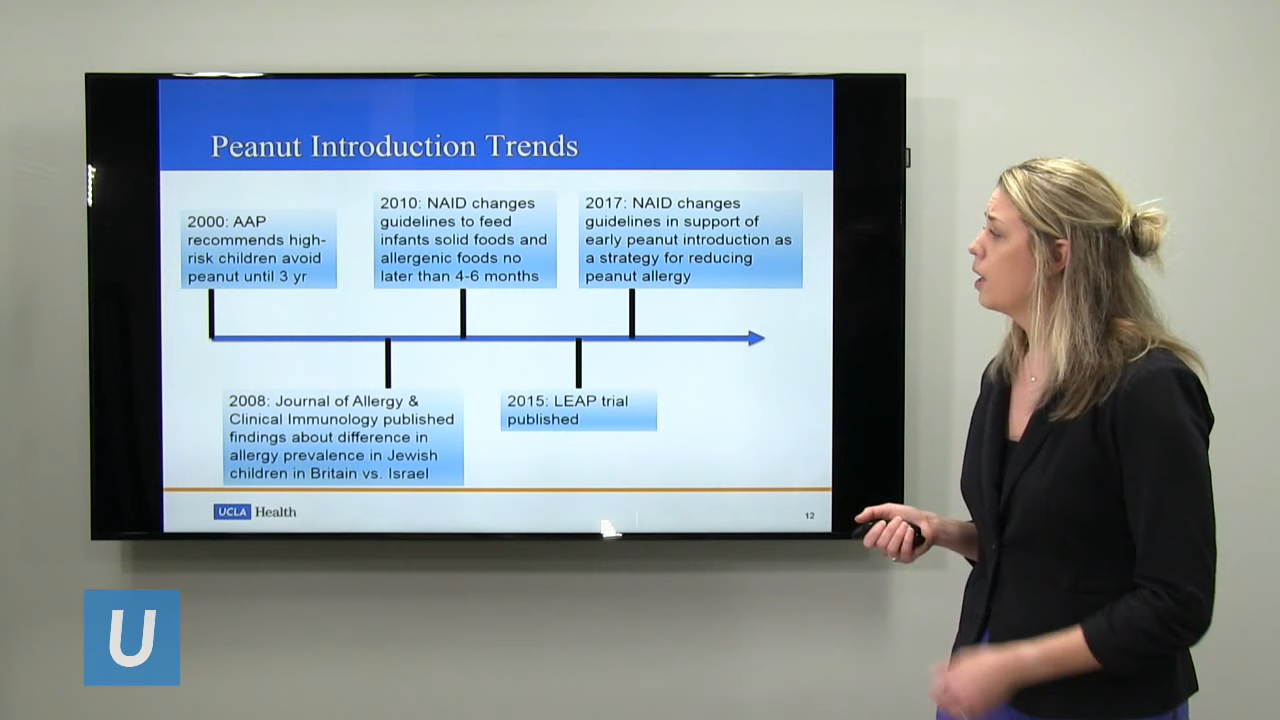 Peanut Introduction Trends
2000: AAP
recommends high-
risk children avoid
peanut until 3 yr
2010: NAID changes
guidelines to feed
infants solid foods and
allergenic foods no
later than 4-6 months
2017: NAID changes
guidelines in support of
early peanut introduction as
a strategy for reducing
peanut allergy
2008: Journal of Allergy &
Clinical Immunology published
findings about difference in
allergy prevalence in Jewish
children in Britain vs. Israel
2015: LEAP trial
published
UCLA Health
12
U